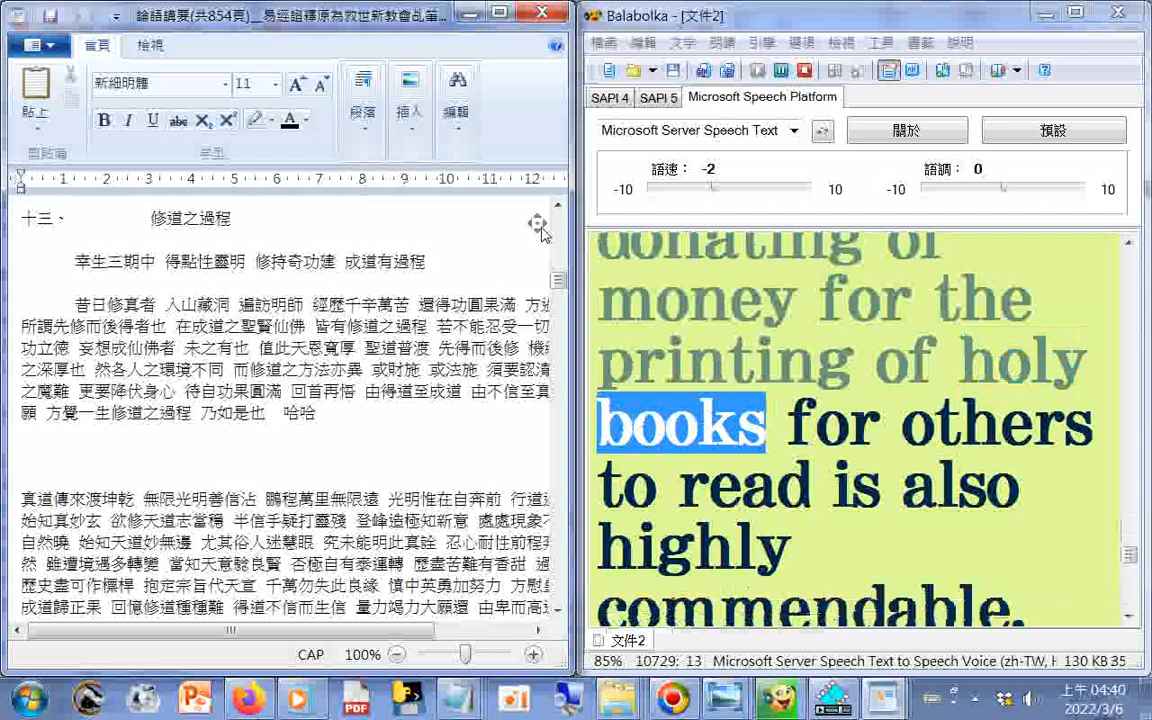 論語講要(共854頁)__易經證釋原為救世新教會乩筆...
首頁
檢視
新細明體
11
貼上
剪貼簿
字型
段落
插入
編輯
1 2 3 4 5 6 7 8 9 10 11 12
十三、 修道之過程
幸生三期中 得點性靈明 修持奇功建 成道有過程
昔日修真者 入山藏洞 遍訪明師 經歷千辛萬苦 還得功圓果滿 方
所謂先修而後得者也 在成道之聖賢仙佛 皆有修道之過程 若不能忍受一切
功立德 妄想成仙佛者 未之有也 值此天恩寬厚 聖道普渡 先得而後修 機
之深厚也 然各人之環境不同 而修道之方法亦異 或財施 或法施 須要認清
之魔難 更要降伏身心 待自功果圓滿 回首再悟 由得道至成道 由不信至真
願 方覺一生修道之過程 乃如是也 哈哈
真道傳來渡坤乾 無限光明善信沾 鵬程萬里無限遠 光明惟在自奔前 行道
始知真妙玄 欲修天道志當穩 半信半疑打靈殘 登峰造極知新意 處處現象
自然曉 始知天道妙無邊 尤其俗人迷慧眼 究未能明此真詮 忍心耐性前程
然 雖遭境遇多轉變 當知天意驗良賢 否極自有泰運轉 歷盡苦難有香甜 過
歷史盡可作標桿 抱定宗旨代天宣 千萬勿失此良緣 慎中英勇加努力 方慰
成道歸正果 回憶修道種種難 得道不信而生信 量力竭力大願還 由卑而高
CAP 100%
Balabolka - [文件2]
檔案 編輯 文字 朗讀 引擎 選項 檢視 工具 書籤 說明
SAPI 4 SAPI 5 Microsoft Speech Platform
Microsoft Server Speech Text
關於
預設
語速： -2
語調： 0
-10 10 -10 10
donating of
money for the
printing of holy
books for others
to read is also
highly
commendable.
文件2
85% 10729: 13 Microsoft Server Speech Text to Speech Voice (zh-TW, H 130 KB 35
PDF
上午 04:40
2022/3/6